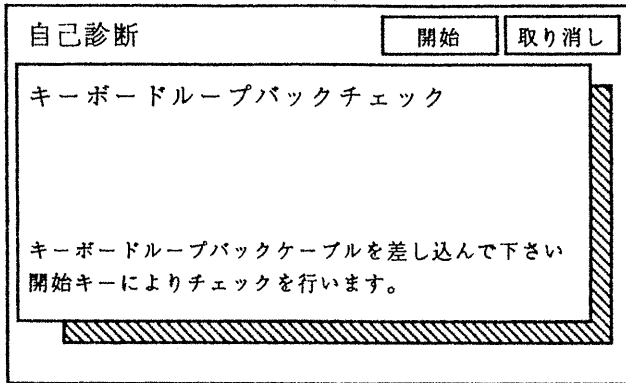 自己診断
開始
取り消し
キーボードループバックチェック
キーボードループバックケーブルを差し込んで下さい
開始キーによりチェックを行います。